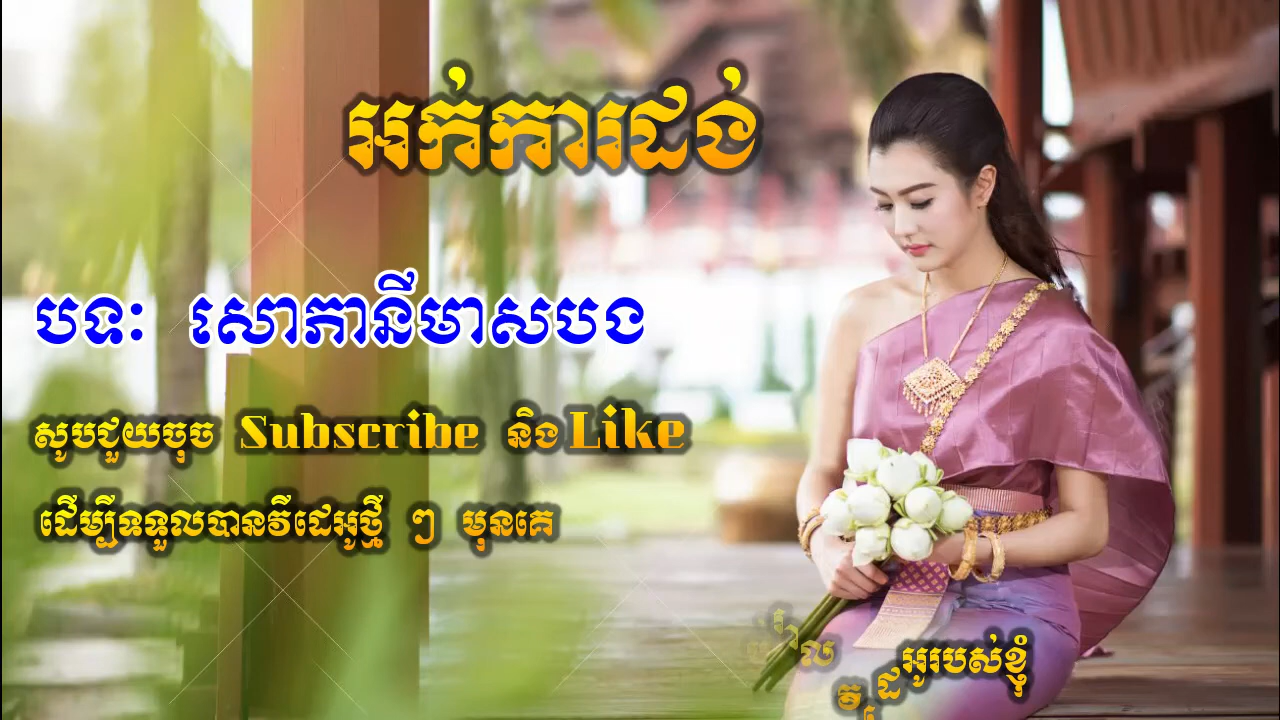 អក់ការដង់
បទៈ សោភានីមាសបង
សូបជួយចុច Subscribe និង Like
ដើម្បីទទួលបានវីដេអូថ្មី ៗ មុនគេ
អូរបស់ខ្ញុំ